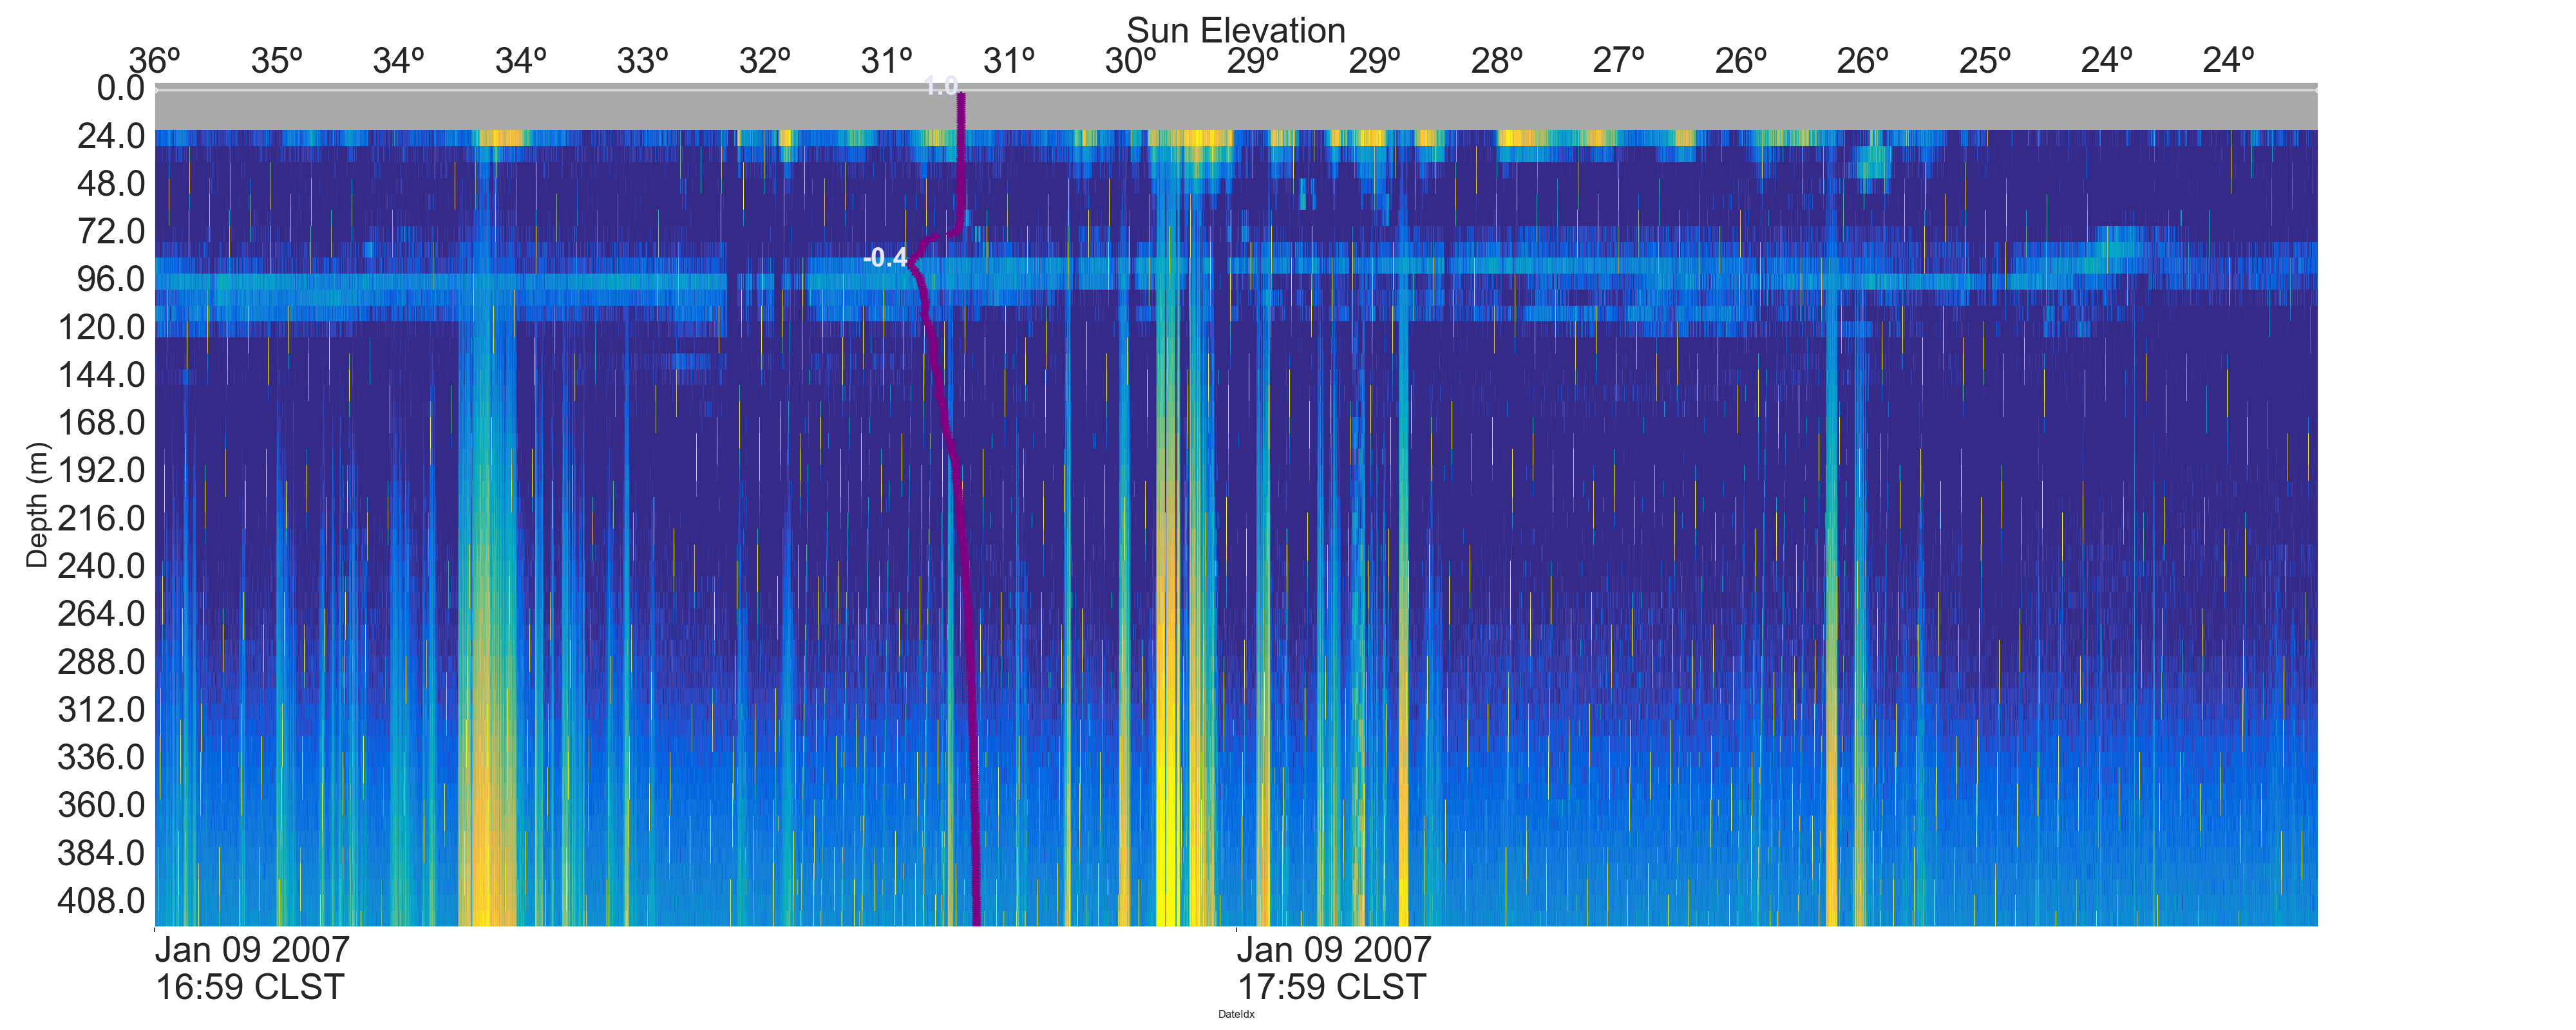 Sun Elevation
36º 35º 34º 34º 33º 32º 31º 31º 30º 29º 29º 28º 27º 26º 26º 25º 24º 24º
1.0
0.0
24.0
48.0
72.0
-0.4
96.0
120.0
144.0
168.0
192.0
216.0
240.0
264.0
288.0
312.0
336.0
360.0
384.0
408.0
Depth (m)
Jan 09 2007
16:59 CLST
Jan 09 2007
17:59 CLST
DateIdx